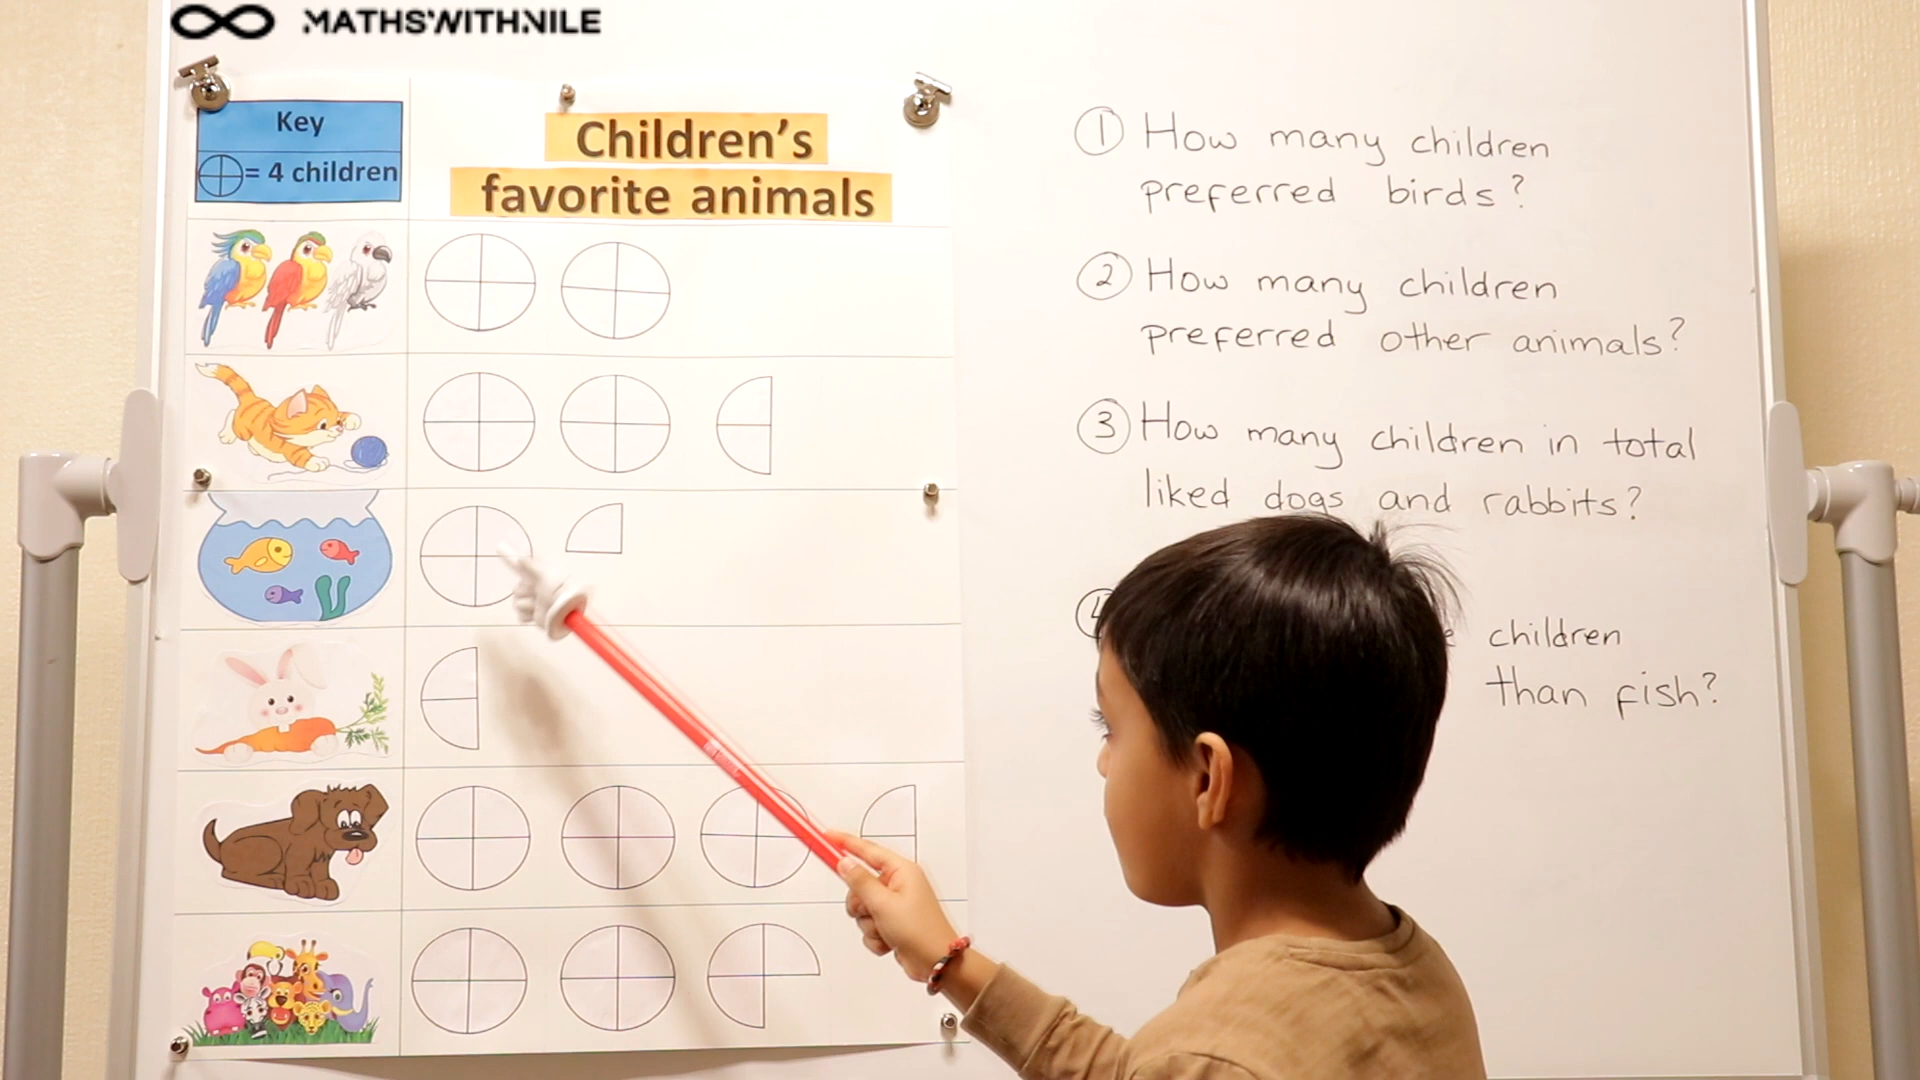 MATHSWITHNILE
Key
= 4 children
Children's
favorite animals
① How many children
preferred birds?
② How many children
preferred other animals?
③ How many children in total
liked dogs and rabbits?
④ children
than fish?